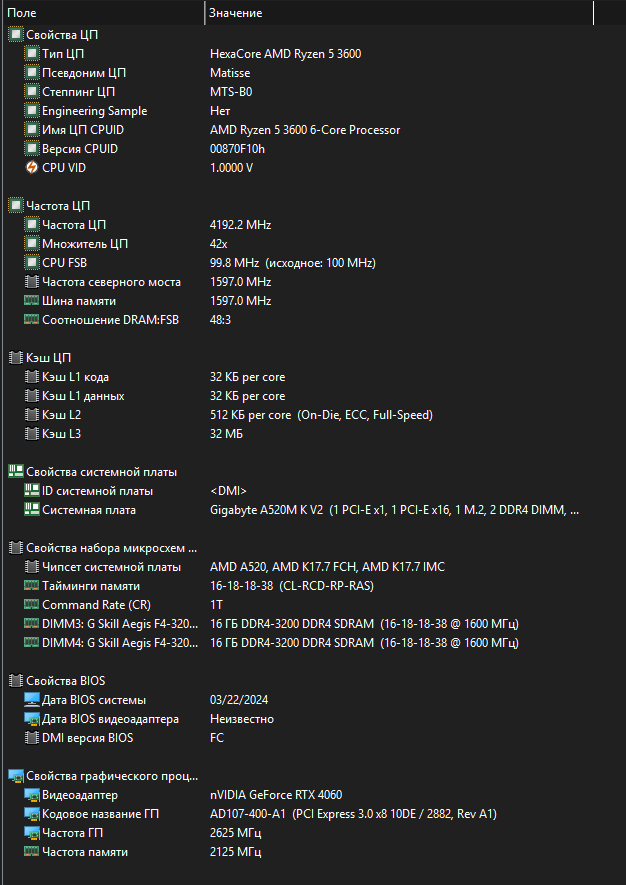 Поле Значение
Свойства ЦП
Тип ЦП HexaCore AMD Ryzen 5 3600
Псевдоним ЦП Matisse
Степпинг ЦП MTS-B0
Engineering Sample Нет
Имя ЦП CPUID AMD Ryzen 5 3600 6-Core Processor
Версия CPUID 00870F10h
CPU VID 1.0000 V
Частота ЦП
Частота ЦП 4192.2 MHz
Множитель ЦП 42x
CPU FSB 99.8 MHz (исходное: 100 MHz)
Частота северного моста 1597.0 MHz
Шина памяти 1597.0 MHz
Соотношение DRAM:FSB 48:3
Кэш ЦП
Кэш L1 кода 32 КБ per core
Кэш L1 данных 32 КБ per core
Кэш L2 512 КБ per core (On-Die, ECC, Full-Speed)
Кэш L3 32 МБ
Свойства системной платы
ID системной платы <DMI>
Системная плата Gigabyte A520M K V2 (1 PCI-E x1, 1 PCI-E x16, 1 M.2, 2 DDR4 DIMM, ...
Свойства набора микросхем ...
Чипсет системной платы AMD A520, AMD K17.7 FCH, AMD K17.7 IMC
Тайминги памяти 16-18-18-38 (CL-RCD-RP-RAS)
Command Rate (CR) 1T
DIMM3: G Skill Aegis F4-320... 16 ГБ DDR4-3200 DDR4 SDRAM (16-18-18-38 @ 1600 МГц)
DIMM4: G Skill Aegis F4-320... 16 ГБ DDR4-3200 DDR4 SDRAM (16-18-18-38 @ 1600 МГц)
Свойства BIOS
Дата BIOS системы 03/22/2024
Дата BIOS видеоадаптера Неизвестно
DMI версия BIOS FC
Свойства графического проц...
Видеоадаптер nVIDIA GeForce RTX 4060
Кодовое название ГП AD107-400-A1 (PCI Express 3.0 x8 10DE / 2882, Rev A1)
Частота ГП 2625 МГц
Частота памяти 2125 МГц